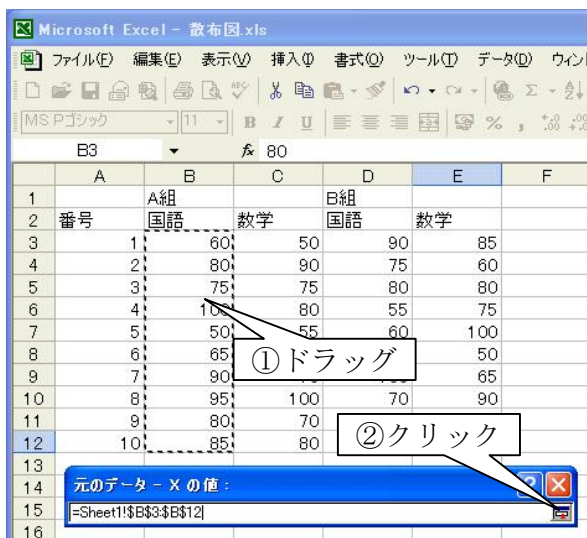 Microsoft Excel - 散布図.xls
ファイル(F) 編集(E) 表示(V) 挿入(I) 書式(O) ツール(T) データ(D) ウィンド
MS Pゴシック 11 B I U
B3 fx 80
A B C D E F
1 A組 B組
2 番号 国語 数学 国語 数学
3 1 60 50 90 85
4 2 80 90 75 60
5 3 75 75 80 80
6 4 100 80 55 75
7 5 50 55 60 100
8 6 65 50
①ドラッグ
9 7 90 65
10 8 95 100 70 90
11 9 80 70
②クリック
12 10 85 80
13
14 元のデータ - X の値 :
15 =Sheet1!$B$3:$B$12
16